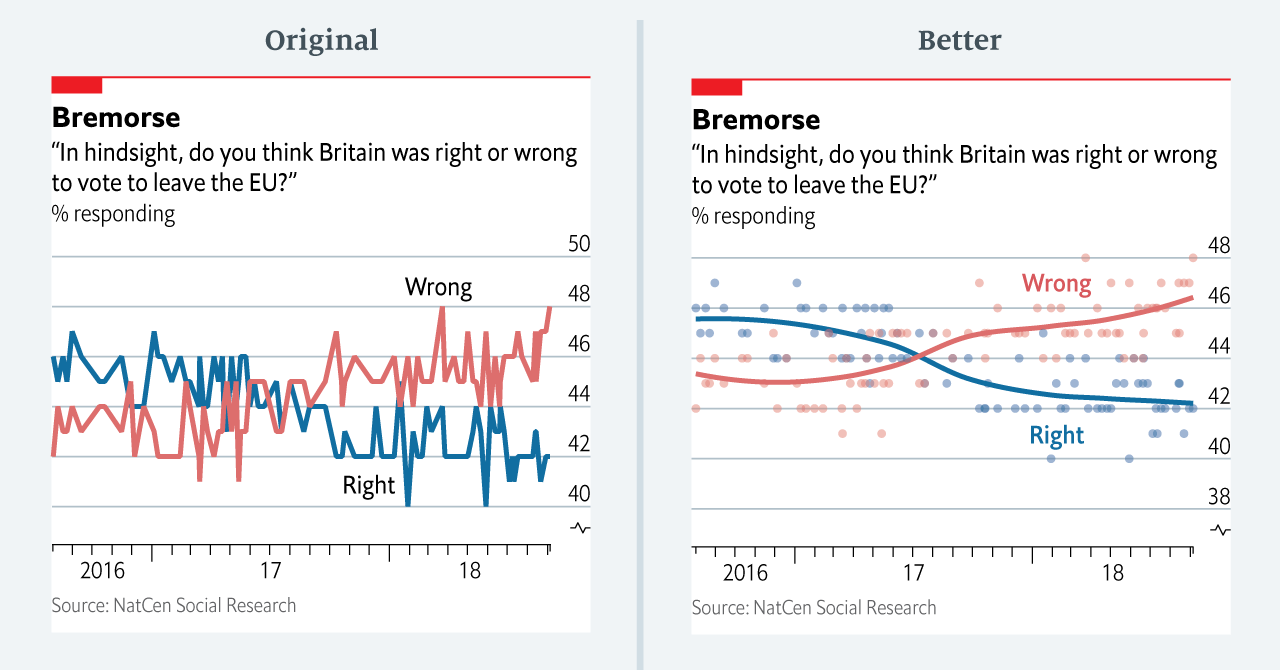 Original
Bremorse
“In hindsight, do you think Britain was right or wrong
to vote to leave the EU?”
% responding
50
48
46
44
42
40
Wrong
Right
2016 17 18
Source: NatCen Social Research
Better
Bremorse
“In hindsight, do you think Britain was right or wrong
to vote to leave the EU?”
% responding
48
46
44
42
40
38
Wrong
Right
2016 17 18
Source: NatCen Social Research